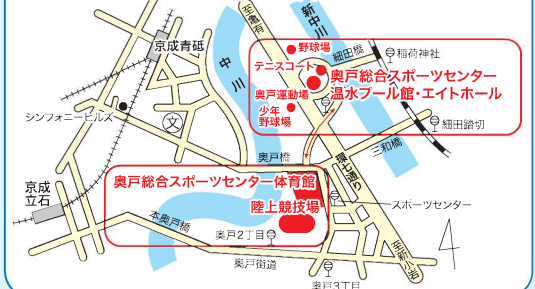 至亀有
新中川
京成青砥
野球場
細田橋
稲荷神社
テニスコート
中川
奥戸総合スポーツセンター
温水プール館・エイトホール
奥戸運動場
少年
野球場
シンフォニーヒルズ
文
細田踏切
奥戸橋
三和橋
環七通り
奥戸総合スポーツセンター体育館
京成
立石
陸上競技場
スポーツセンター
本奥戸橋
奥戸2丁目
至新小岩
奥戸街道
奥戸3丁目
4